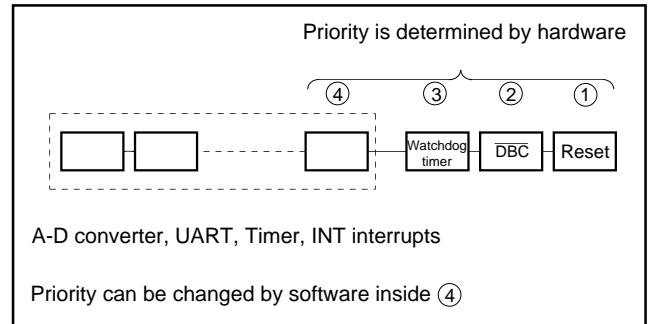 Priority is determined by hardware
④ ③ ② ①
Watchdog
timer
DBC
Reset
A-D converter, UART, Timer, INT interrupts
Priority can be changed by software inside ④